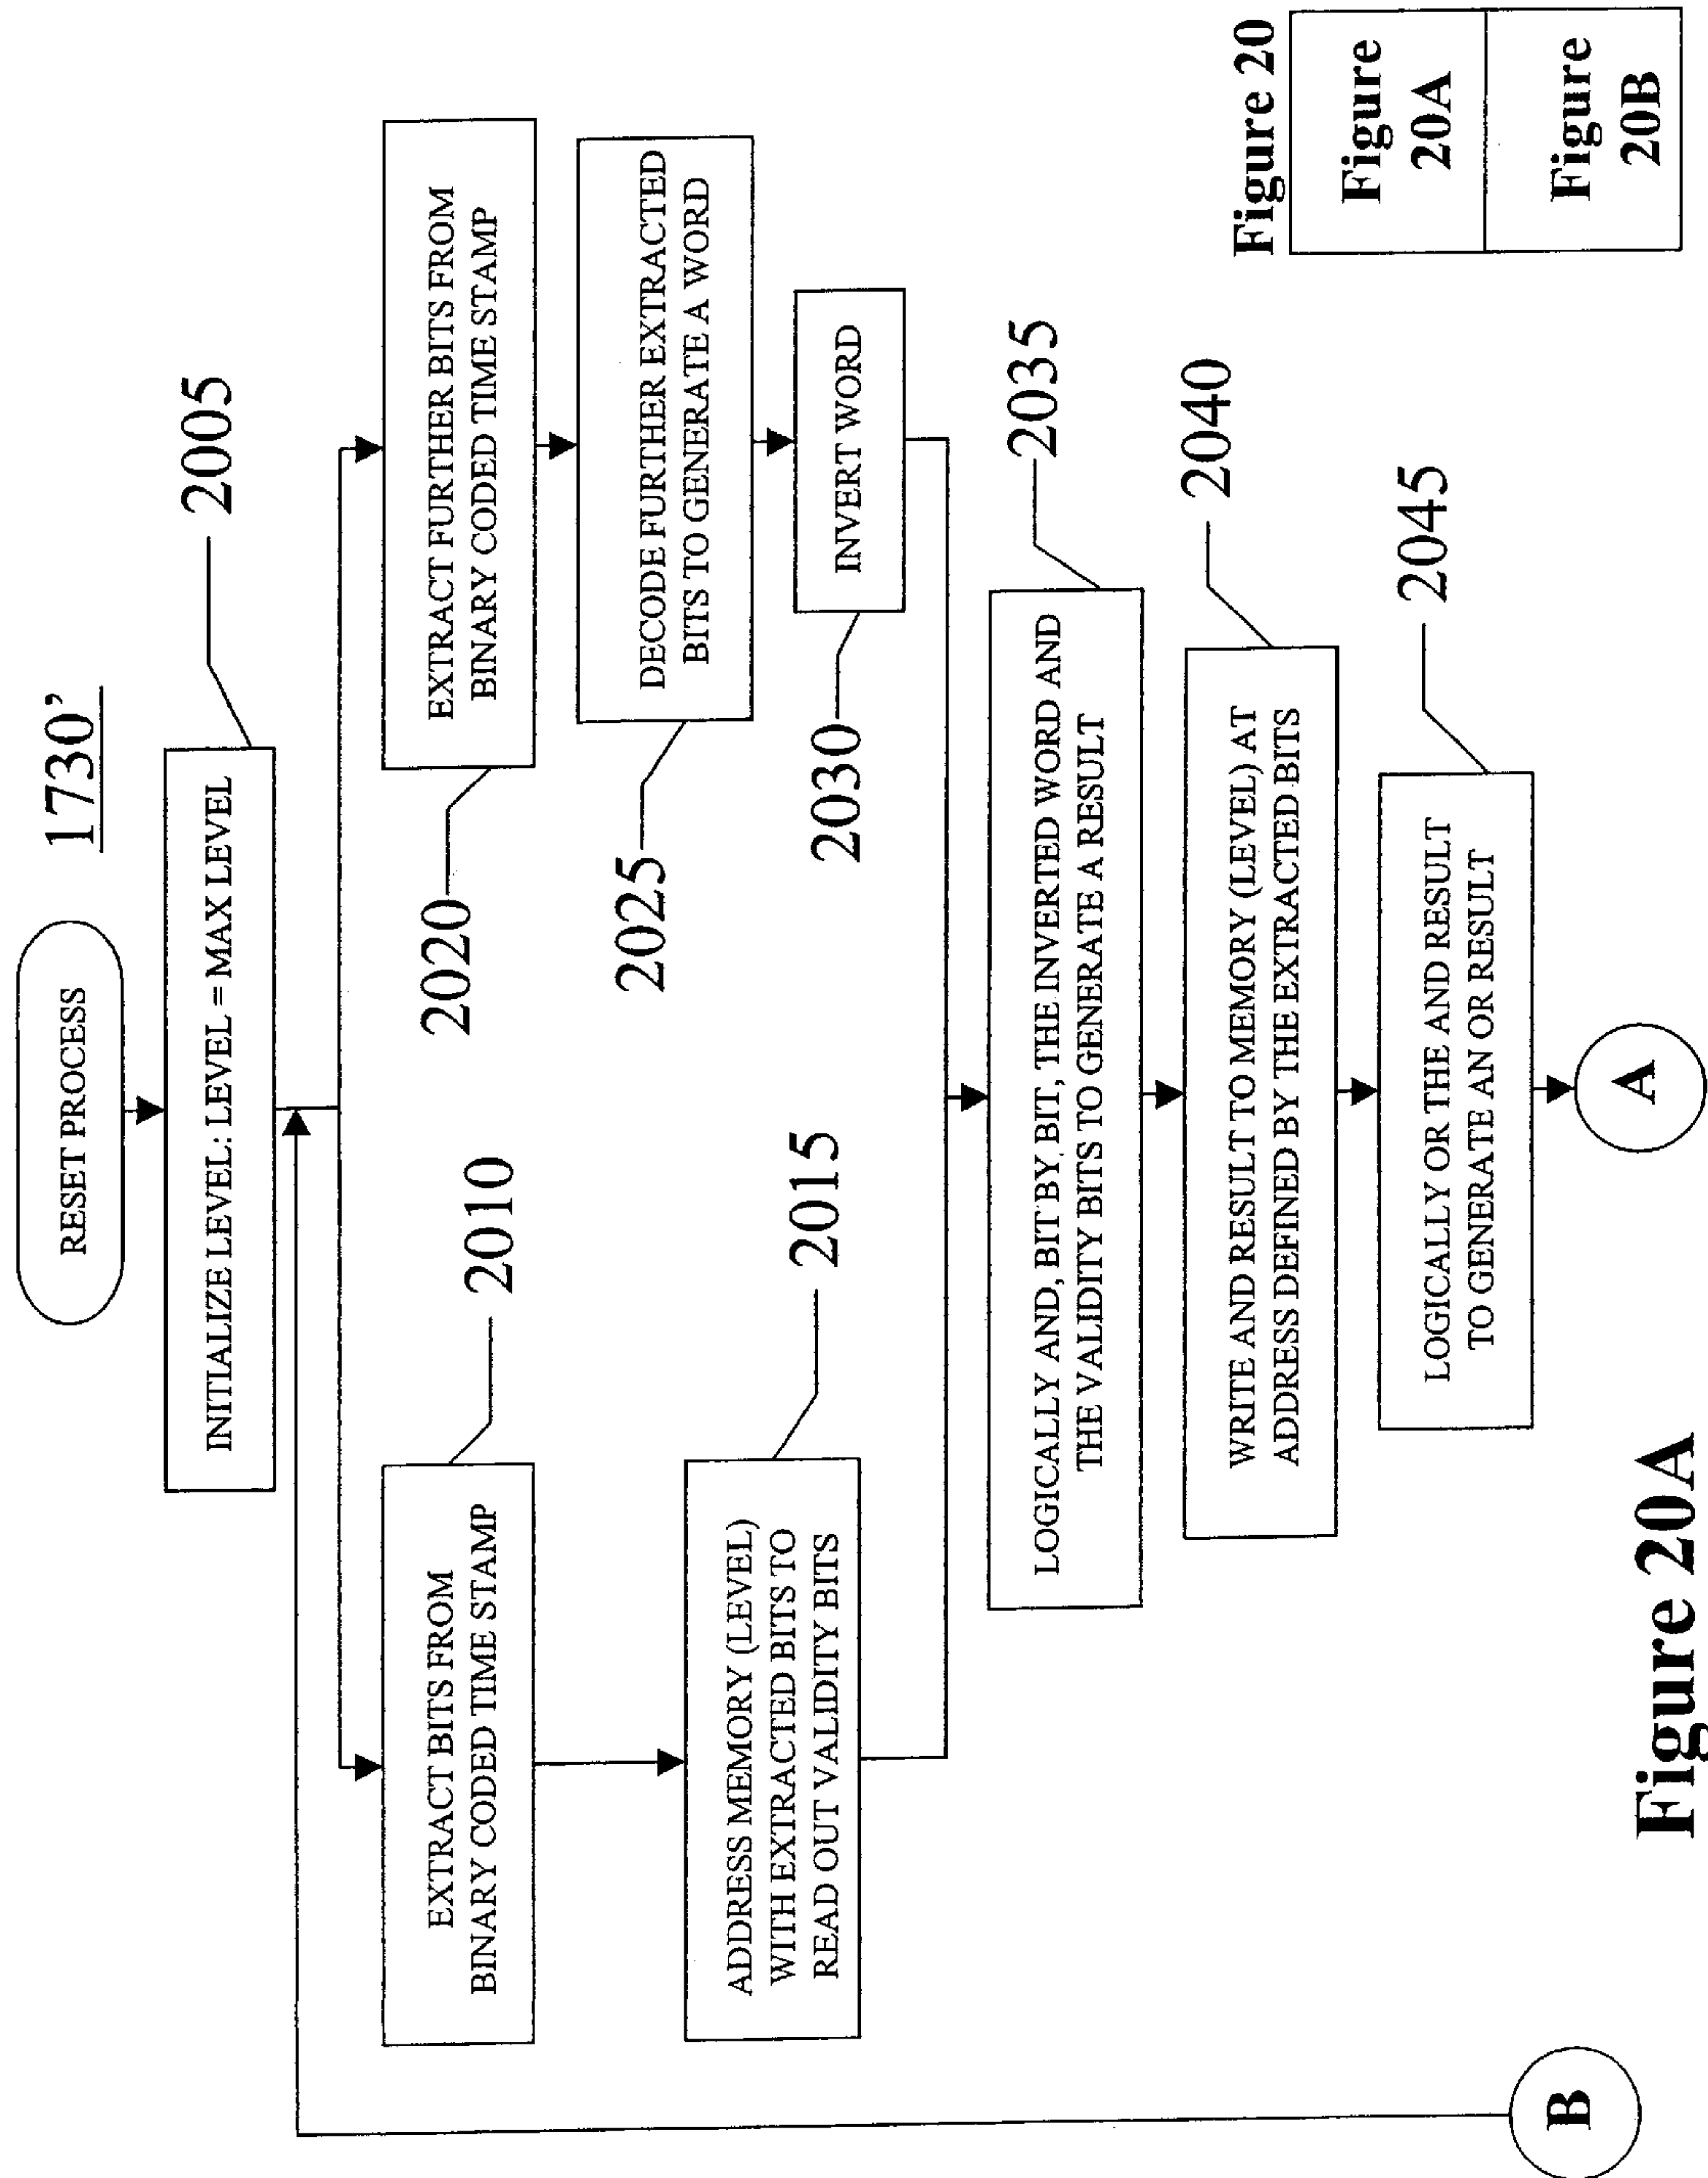 1730’
RESET PROCESS
INITIALIZE LEVEL: LEVEL = MAX LEVEL
2005
EXTRACT BITS FROM
BINARY CODED TIME STAMP
2010
ADDRESS MEMORY (LEVEL)
WITH EXTRACTED BITS TO
READ OUT VALIDITY BITS
2015
EXTRACT FURTHER BITS FROM
BINARY CODED TIME STAMP
2020
DECODE FURTHER EXTRACTED
BITS TO GENERATE A WORD
2025
INVERT WORD
2030
LOGICALLY AND, BIT BY, BIT, THE INVERTED WORD AND
THE VALIDITY BITS TO GENERATE A RESULT
2035
WRITE AND RESULT TO MEMORY (LEVEL) AT
ADDRESS DEFINED BY THE EXTRACTED BITS
2040
LOGICALLY OR THE AND RESULT
TO GENERATE AN OR RESULT
2045
B
A
Figure 20
Figure
20A
Figure
20B
Figure 20A